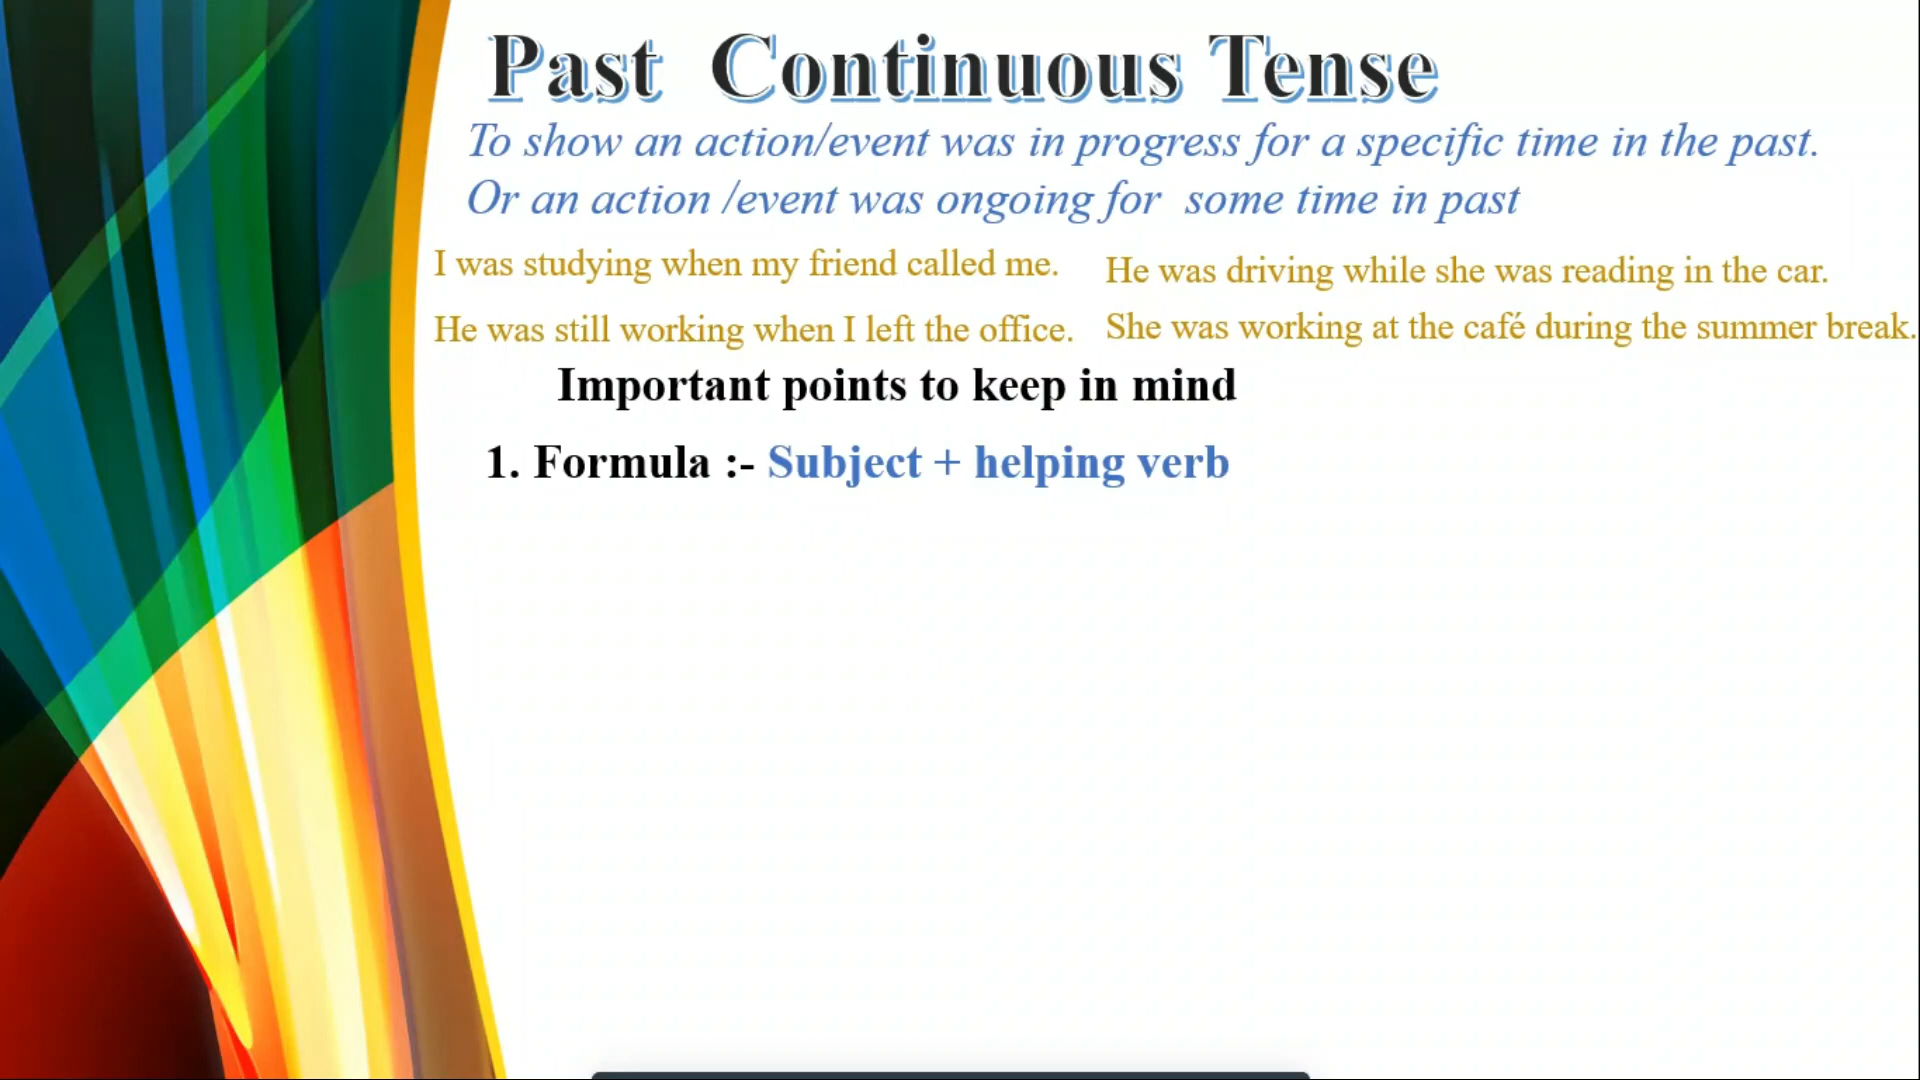 Past Continuous Tense
To show an action/event was in progress for a specific time in the past.
Or an action /event was ongoing for some time in past
I was studying when my friend called me.
He was driving while she was reading in the car.
He was still working when I left the office.
She was working at the café during the summer break.
Important points to keep in mind
1. Formula :- Subject + helping verb